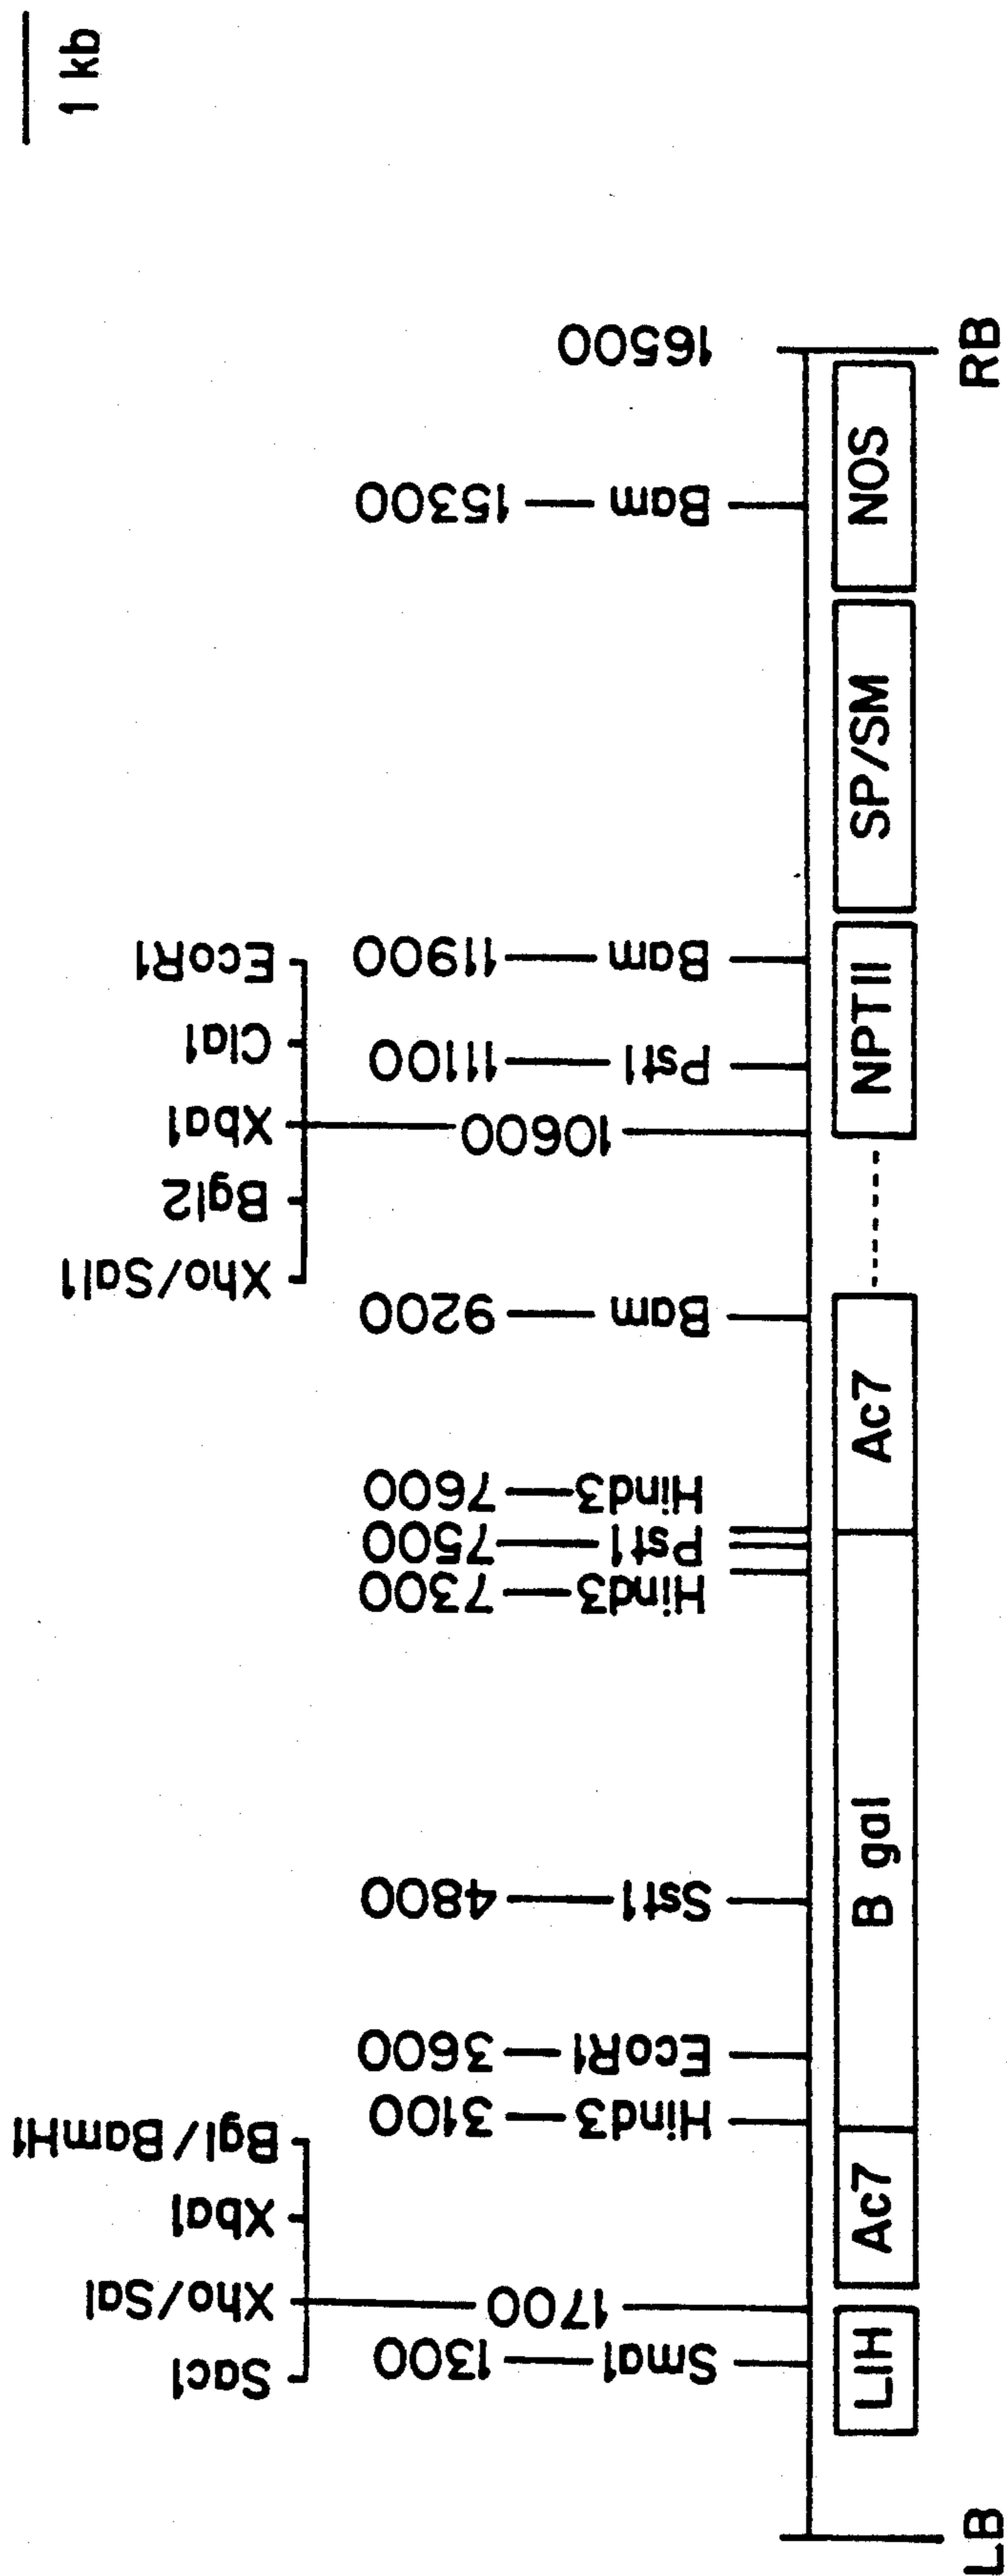 1 kb
Sac1
Xho/Sal
Xba1
Bgl/BamH1
Xho/Sal1
Bgl2
Xba1
Cla1
EcoR1
Sma1 1300
1700
Hind3 3100
EcoR1 3600
Sst1 4800
Hind3 7300
Pst1 7500
Hind3 7600
Bam 9200
10600
Pst1 11100
Bam 11900
Bam 15300
16500
LIH
Ac7
B gal
Ac7
NPTII
SP/SM
NOS
LB
RB